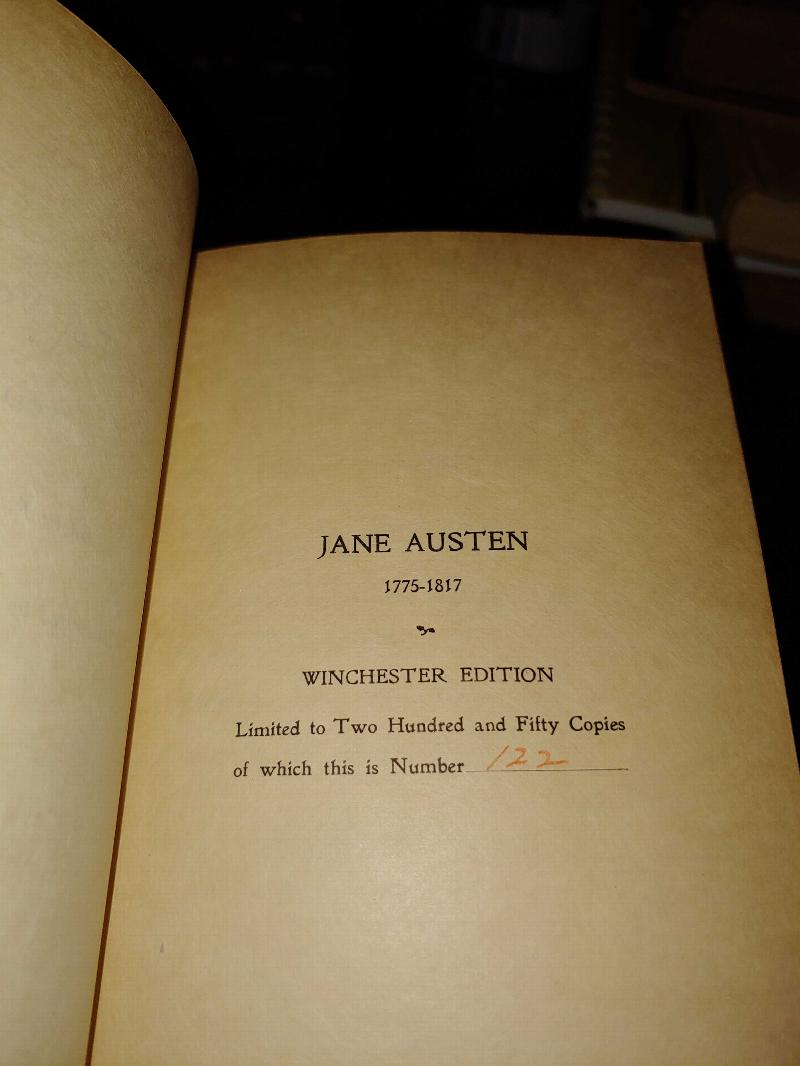 JANE AUSTEN
1775-1817
WINCHESTER EDITION
Limited to Two Hundred and Fifty Copies
of which this is Number 122